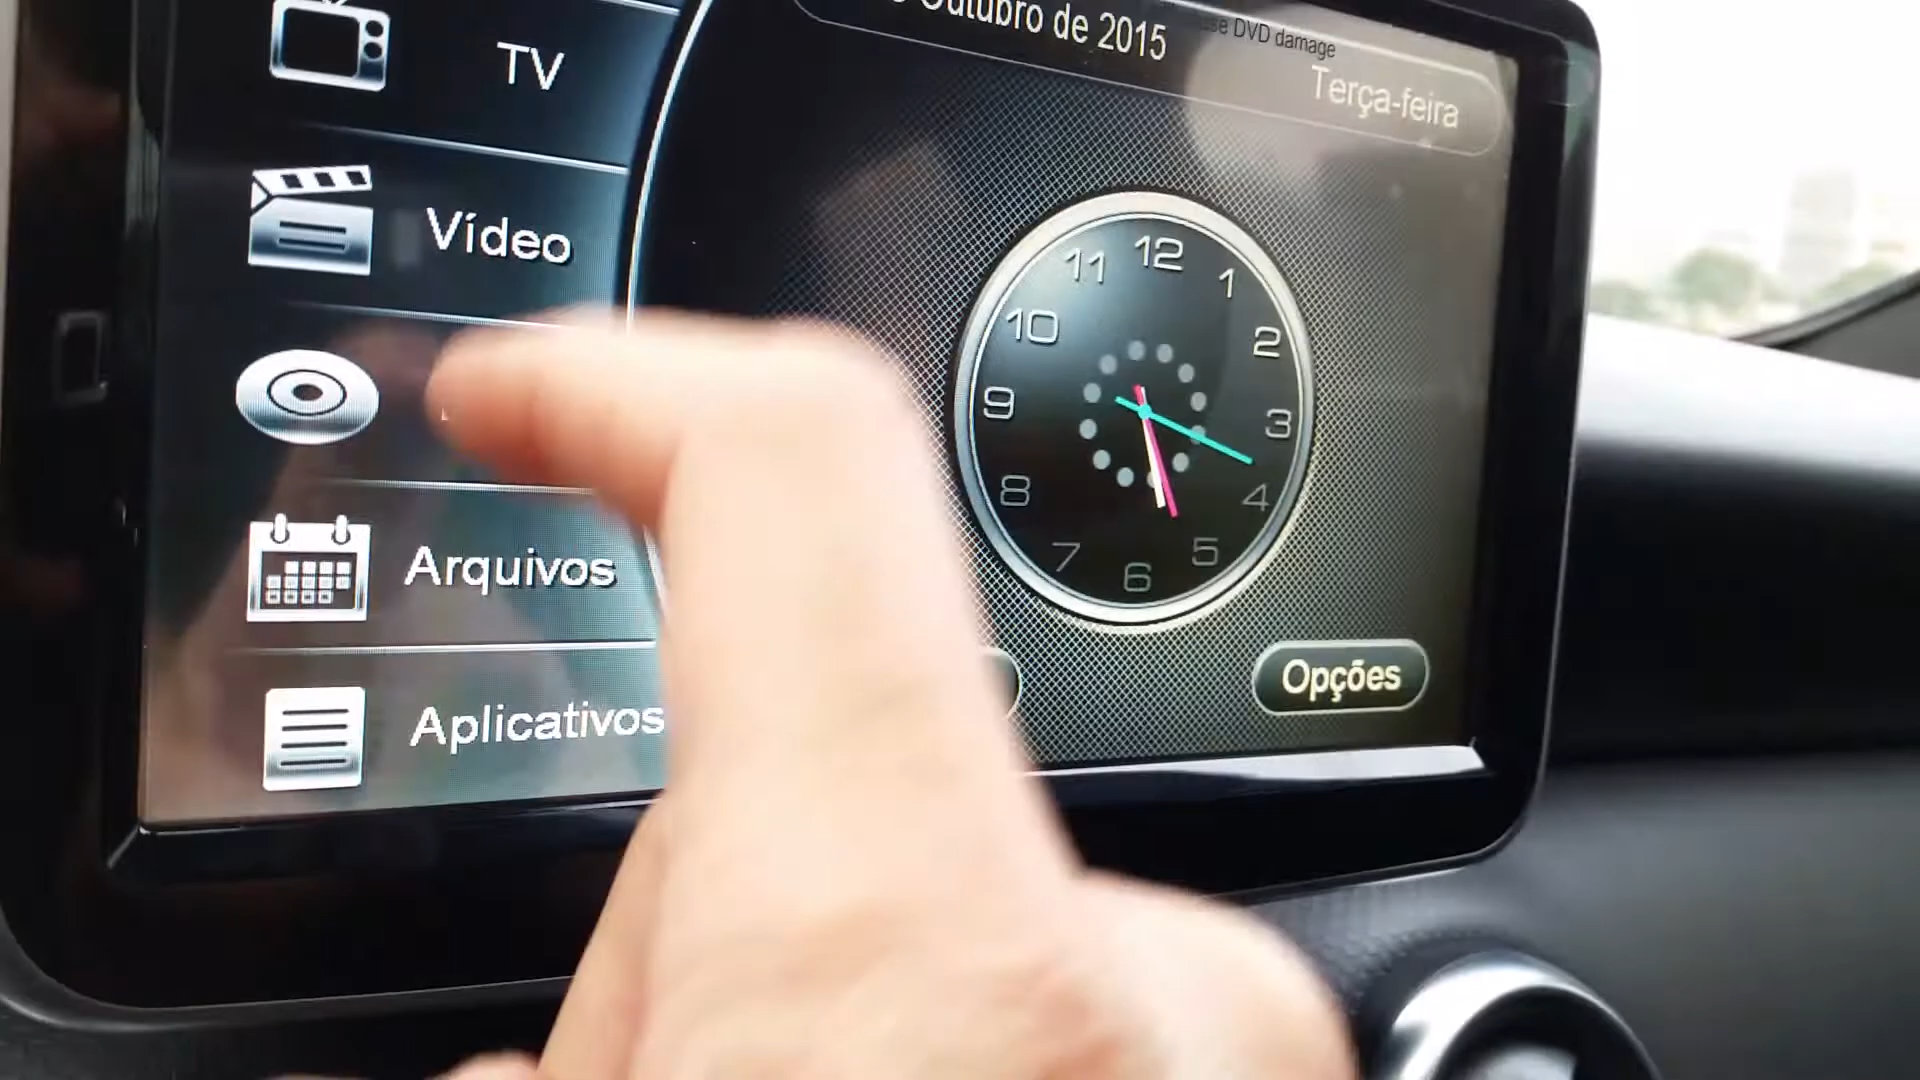 Outubro de 2015
DVD damage
Terça-feira
TV
Vídeo
Arquivos
Aplicativos
12
1
2
3
4
5
6
7
8
9
10
11
Opções